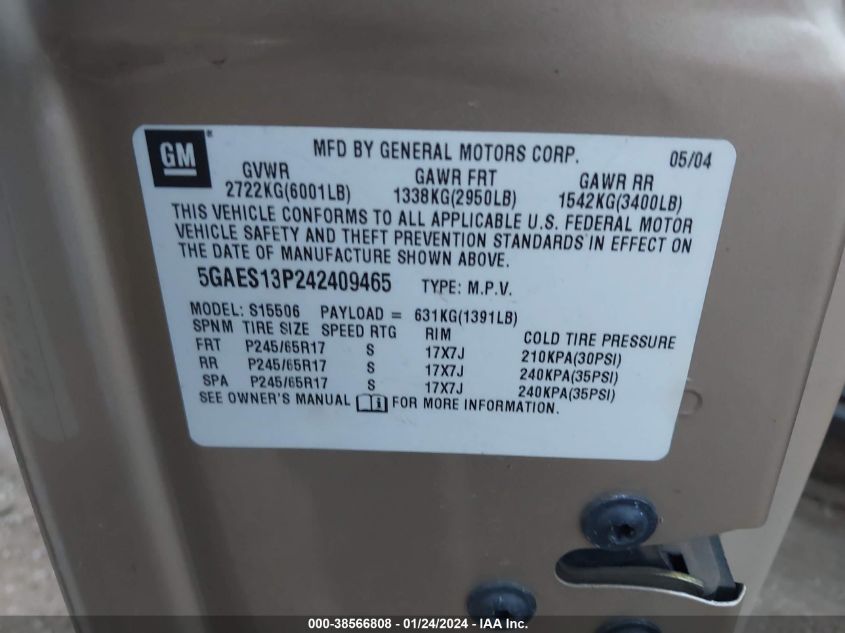 GM ®
MFD BY GENERAL MOTORS CORP. 05/04
GVWR GAWR FRT GAWR RR
2722KG(6001LB) 1338KG(2950LB) 1542KG(3400LB)
THIS VEHICLE CONFORMS TO ALL APPLICABLE U.S. FEDERAL MOTOR
VEHICLE SAFETY AND THEFT PREVENTION STANDARDS IN EFFECT ON
THE DATE OF MANUFACTURE SHOWN ABOVE.
5GAES13P242409465 TYPE: M.P.V.
MODEL: S15506 PAYLOAD = 631KG(1391LB)
SPNM TIRE SIZE SPEED RTG RIM COLD TIRE PRESSURE
FRT P245/65R17 S 17X7J 210KPA(30PSI)
RR P245/65R17 S 17X7J 240KPA(35PSI)
SPA P245/65R17 S 17X7J 240KPA(35PSI)
SEE OWNER'S MANUAL i FOR MORE INFORMATION.
000-38566808 - 01/24/2024 - IAA Inc.